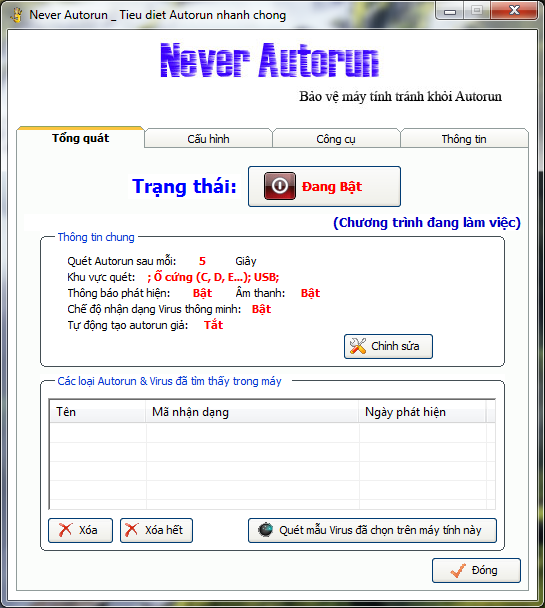 Never Autorun _ Tieu diet Autorun nhanh chong
Never Autorun
Bảo vệ máy tính tránh khỏi Autorun
Tổng quát Cấu hình Công cụ Thông tin
Trạng thái: Đang Bật
(Chương trình đang làm việc)
Thông tin chung
Quét Autorun sau mỗi: 5 Giây
Khu vực quét: ; Ổ cứng (C, D, E...); USB;
Thông báo phát hiện: Bật Âm thanh: Bật
Chế độ nhận dạng Virus thông minh: Bật
Tự động tạo autorun giả: Tắt
Chỉnh sửa
Các loại Autorun & Virus đã tìm thấy trong máy
Tên Mã nhận dạng Ngày phát hiện
Xóa Xóa hết Quét mẫu Virus đã chọn trên máy tính này
Đóng